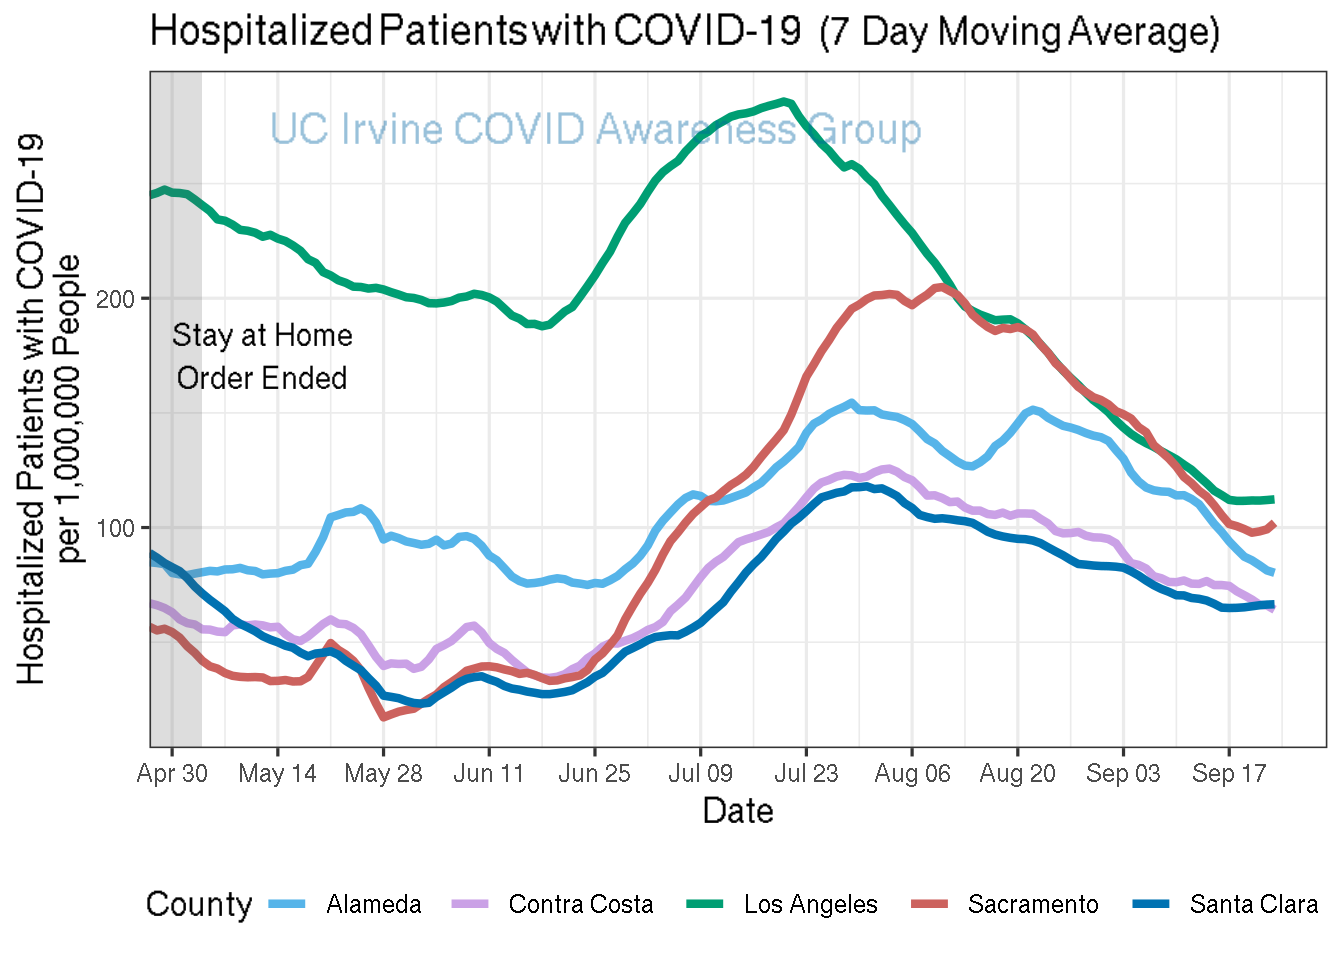 Hospitalized Patients with COVID-19 (7 Day Moving Average)
UC Irvine COVID Awareness Group
Hospitalized Patients with COVID-19
per 1,000,000 People
200
100
Stay at Home
Order Ended
Apr 30 May 14 May 28 Jun 11 Jun 25 Jul 09 Jul 23 Aug 06 Aug 20 Sep 03 Sep 17
Date
County Alameda Contra Costa Los Angeles Sacramento Santa Clara